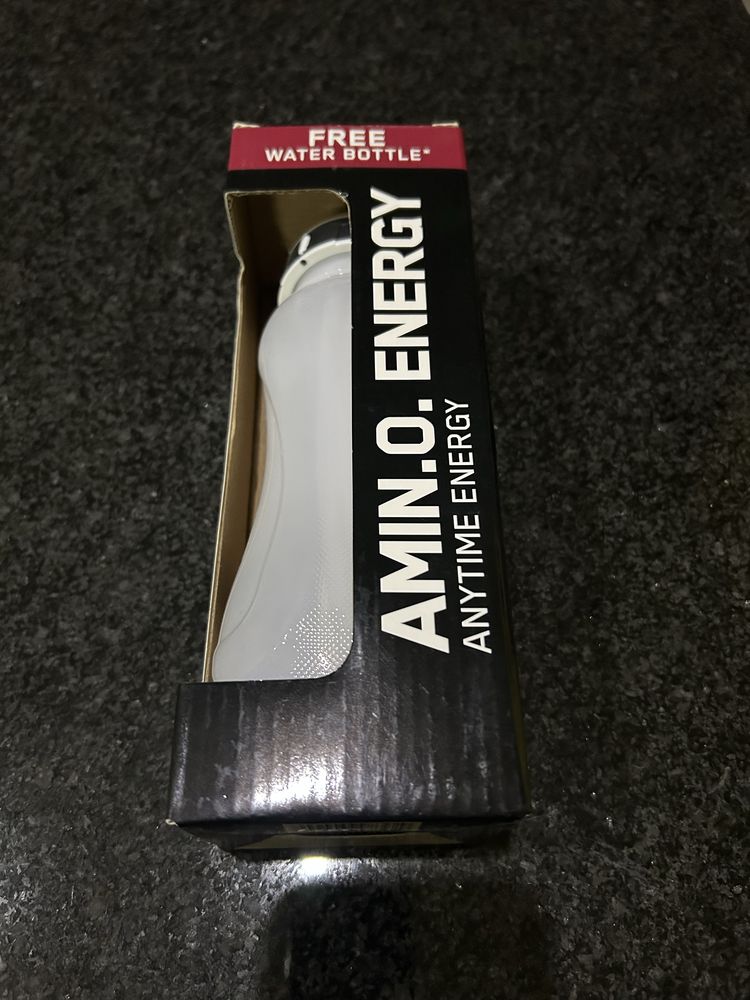 FREE
WATER BOTTLE*
AMIN.O. ENERGY
ANYTIME ENERGY